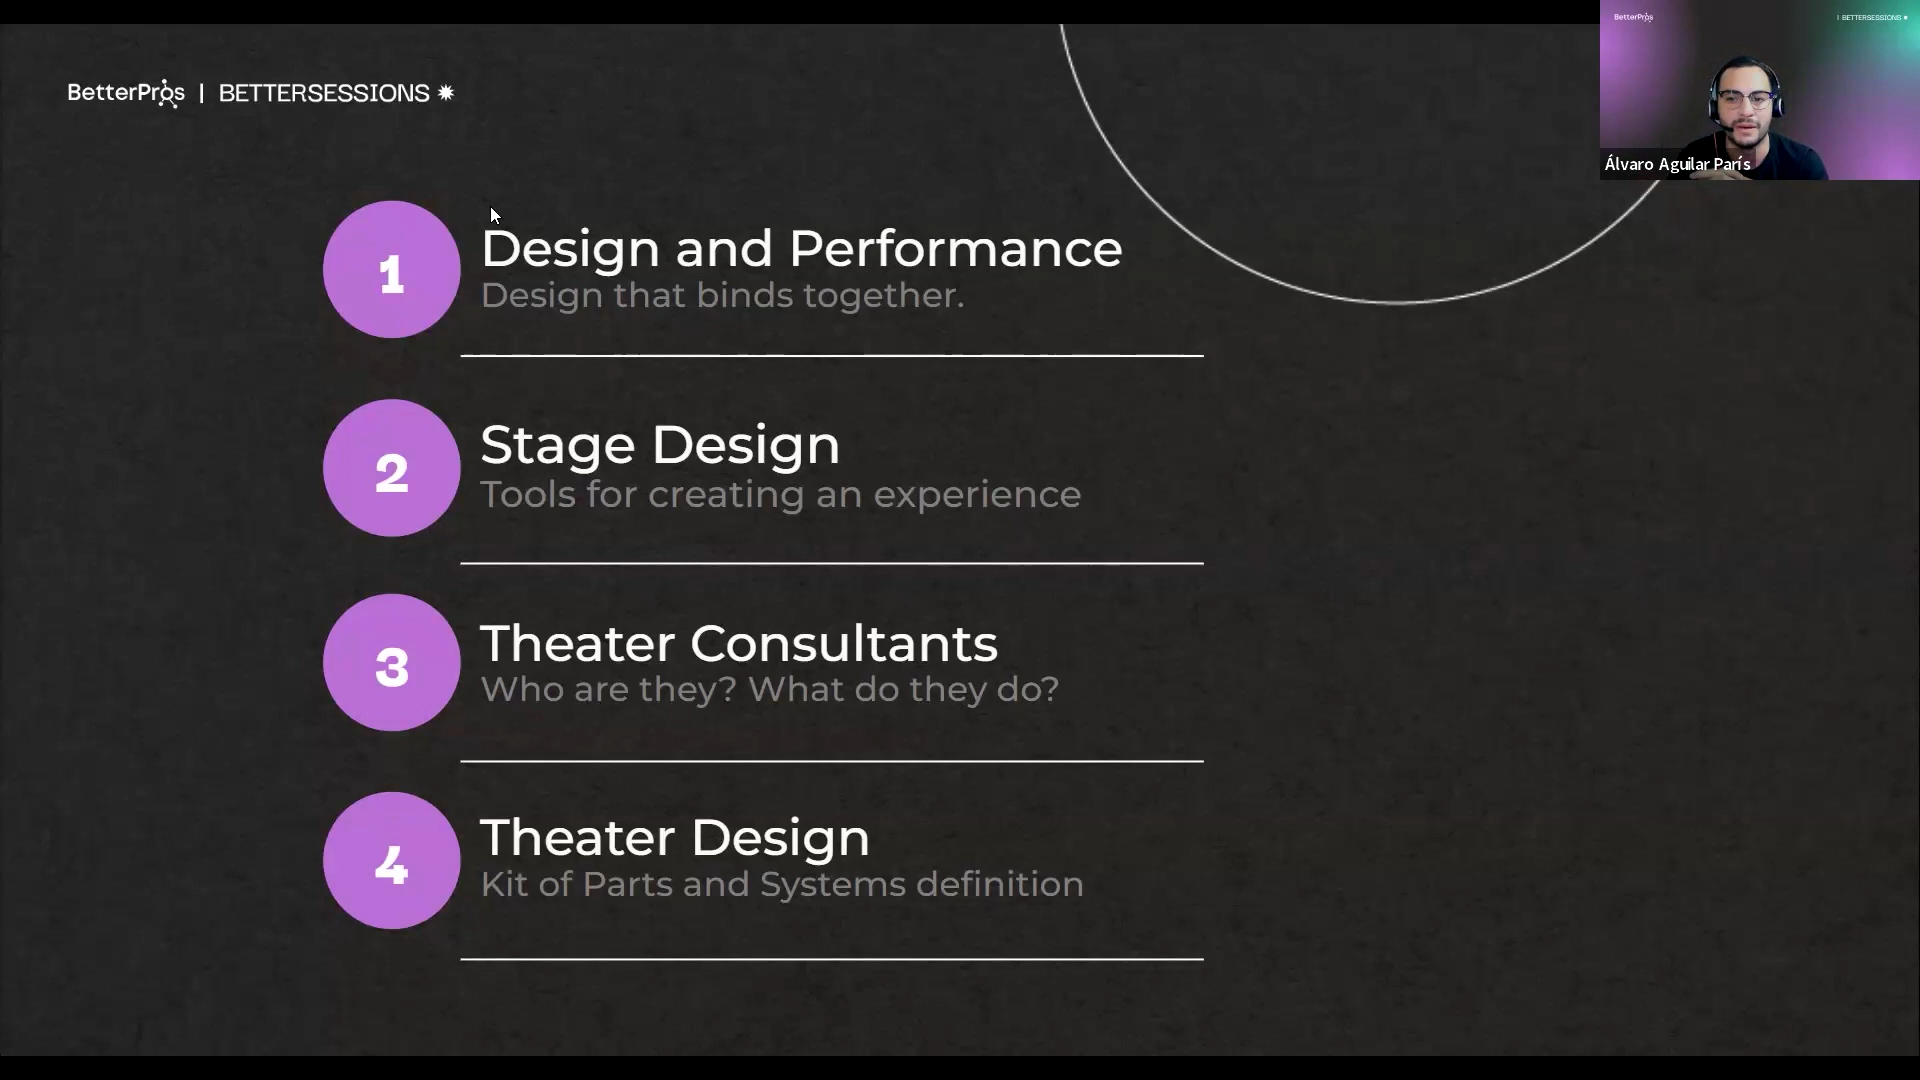 BetterPros | BETTERSESSIONS
BetterPros
| BETTERSESSIONS
Álvaro Aguilar París
1
Design and Performance
Design that binds together.
2
Stage Design
Tools for creating an experience
3
Theater Consultants
Who are they? What do they do?
4
Theater Design
Kit of Parts and Systems definition